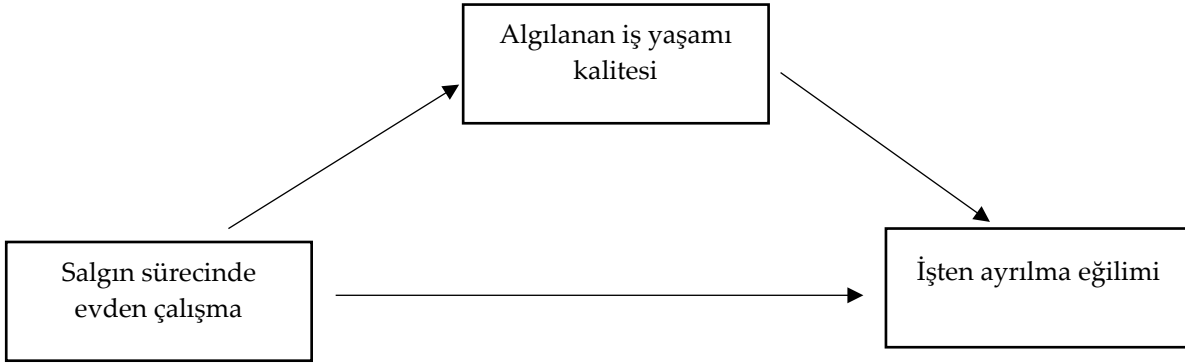 Algılanan iş yaşamı
kalitesi
Salgın sürecinde
evden çalışma
İşten ayrılma eğilimi